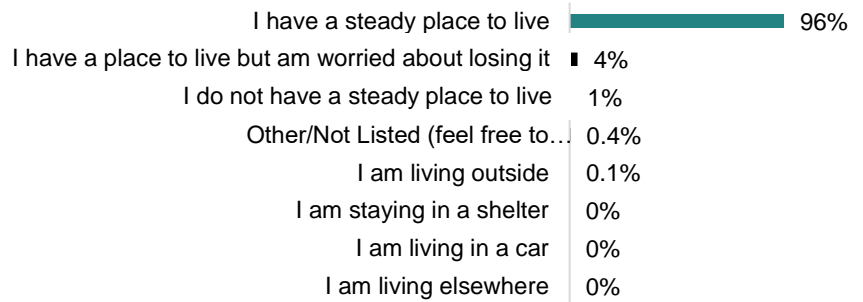 I have a steady place to live 96%
I have a place to live but am worried about losing it 4%
I do not have a steady place to live 1%
Other/Not Listed (feel free to… 0.4%
I am living outside 0.1%
I am staying in a shelter 0%
I am living in a car 0%
I am living elsewhere 0%